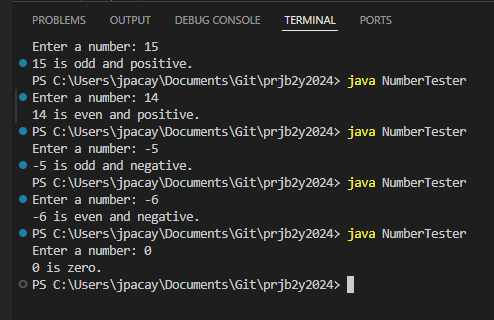 PROBLEMS OUTPUT DEBUG CONSOLE TERMINAL PORTS
Enter a number: 15
15 is odd and positive.
PS C:\Users\jpacay\Documents\Git\prjb2y2024> java NumberTester
Enter a number: 14
14 is even and positive.
PS C:\Users\jpacay\Documents\Git\prjb2y2024> java NumberTester
Enter a number: -5
-5 is odd and negative.
PS C:\Users\jpacay\Documents\Git\prjb2y2024> java NumberTester
Enter a number: -6
-6 is even and negative.
PS C:\Users\jpacay\Documents\Git\prjb2y2024> java NumberTester
Enter a number: 0
0 is zero.
PS C:\Users\jpacay\Documents\Git\prjb2y2024>